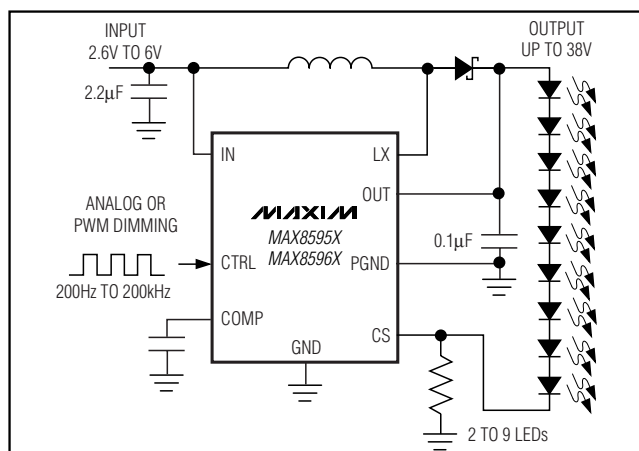 INPUT
2.6V TO 6V
OUTPUT
UP TO 38V
2.2µF
IN
LX
OUT
ANALOG OR
PWM DIMMING
MAXIM
MAX8595X
MAX8596X
0.1µF
CTRL
PGND
200Hz TO 200kHz
COMP
CS
GND
2 TO 9 LEDs